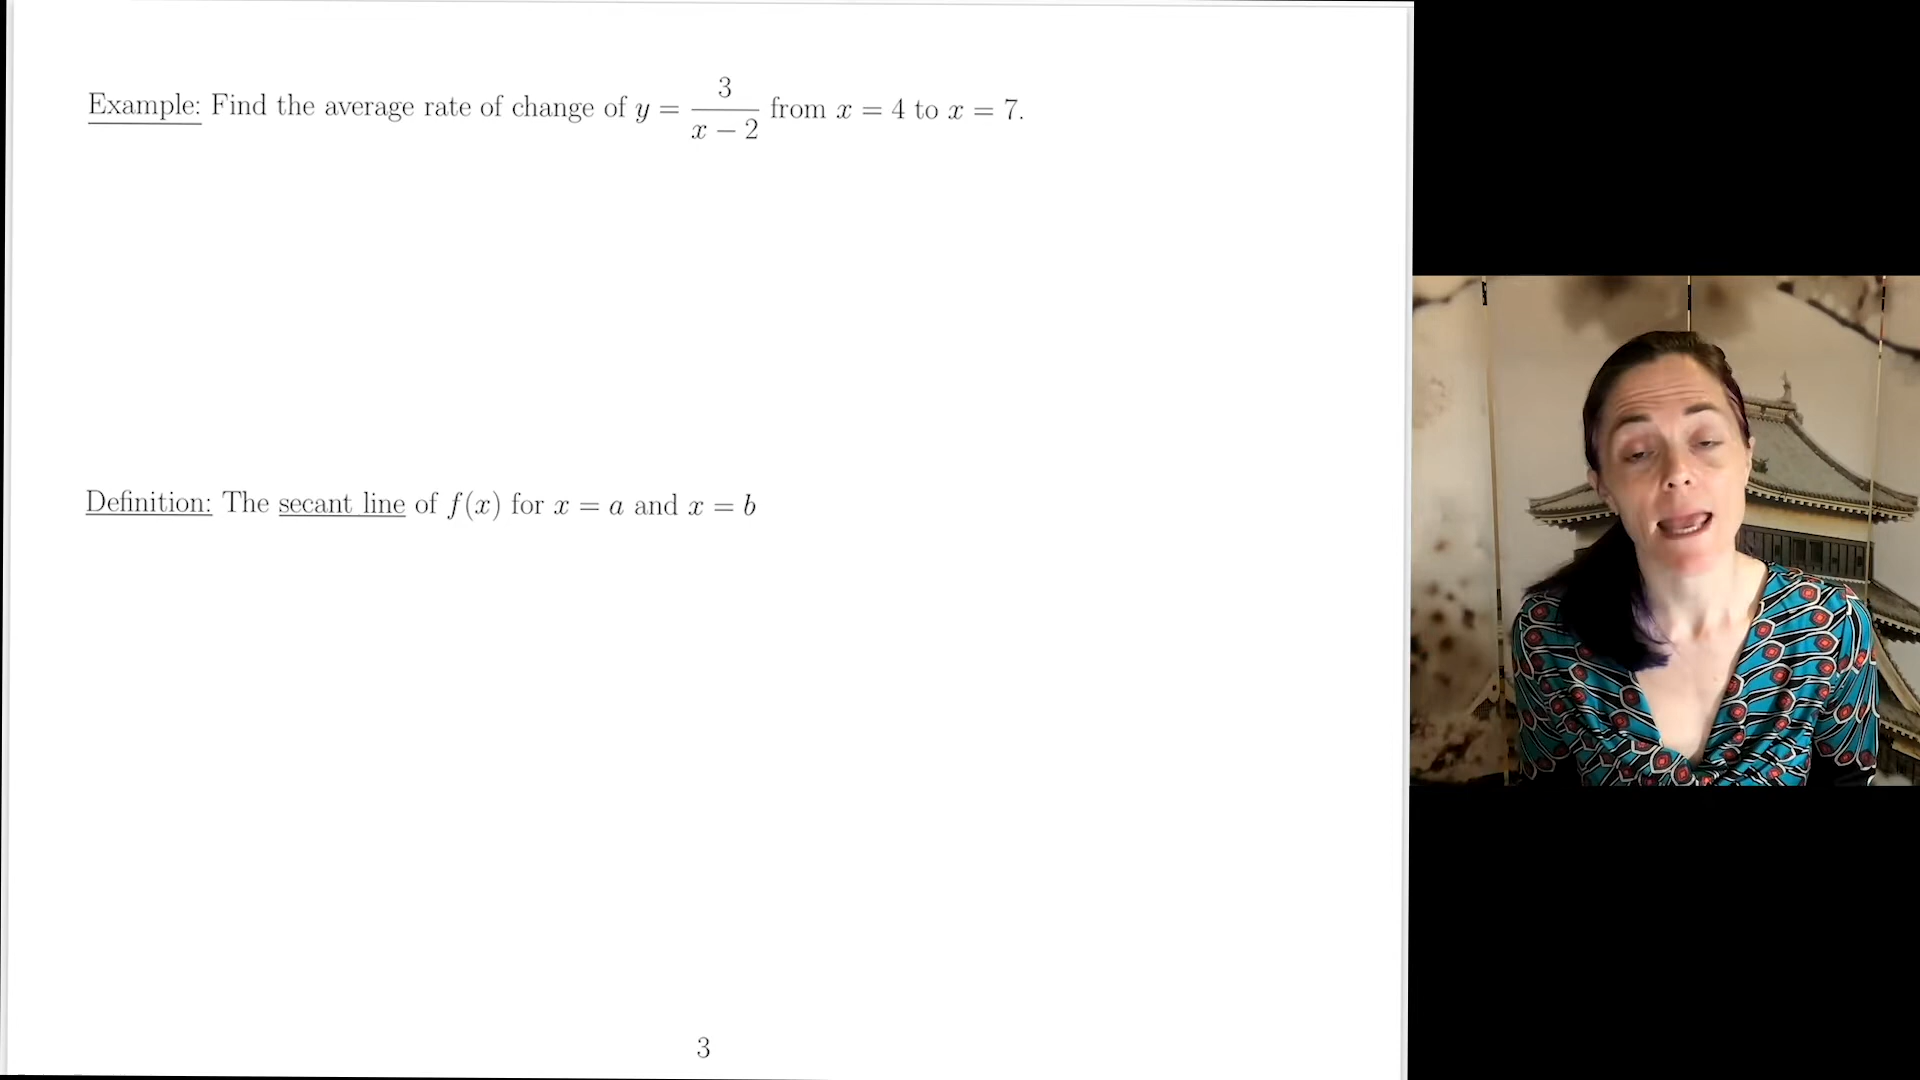 Example: Find the average rate of change of y = 3/(x − 2) from x = 4 to x = 7.
Definition: The secant line of f(x) for x = a and x = b
3